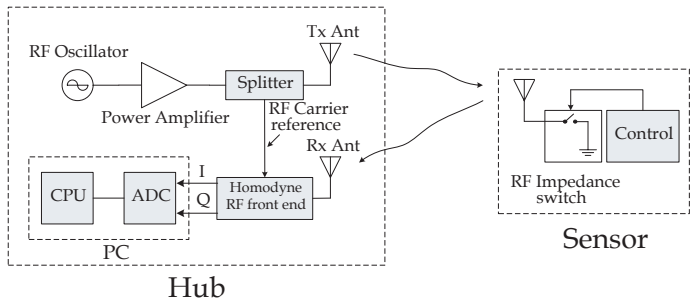 Tx Ant
RF Oscillator
Splitter
Power Amplifier
RF Carrier
reference
Rx Ant
I
Q
Homodyne
RF front end
CPU
ADC
PC
Hub
Control
RF Impedance
switch
Sensor